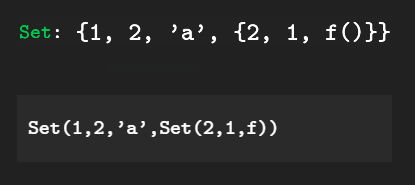 Set: {1, 2, ’a’, {2, 1, f()}}
Set(1,2,’a’,Set(2,1,f))